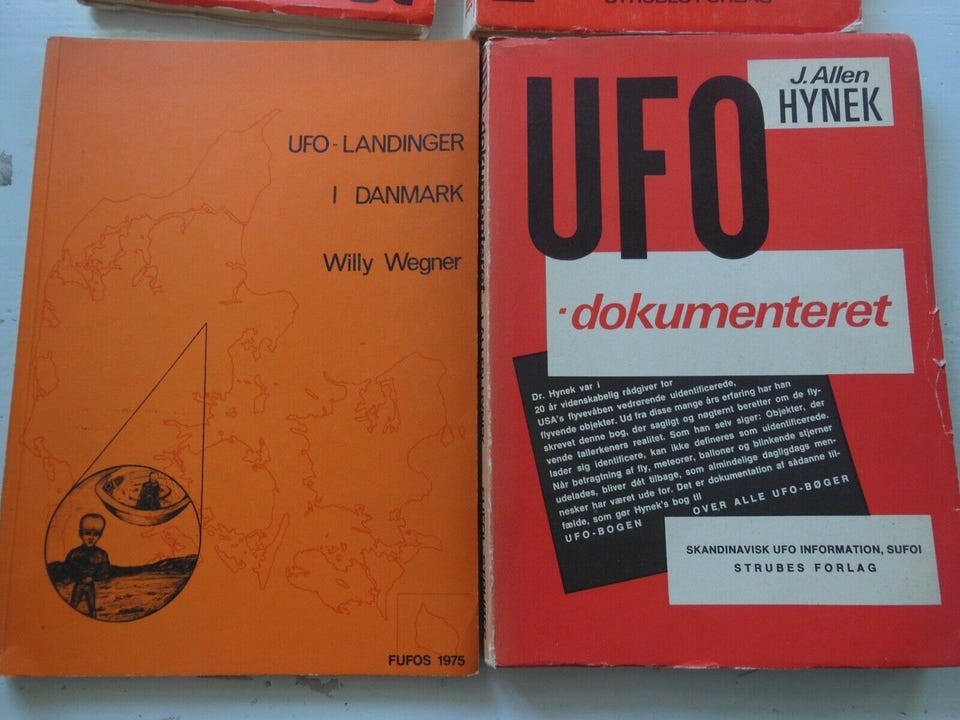 STRUBES FORLAG
UFO-LANDINGER
I DANMARK
Willy Wegner
FUFOS 1975
J. Allen
HYNEK
UFO
-dokumenteret
Dr. Hynek var i
20 år videnskabelig rådgiver for
USA's flyvevåben vedrørende uidentificerede,
flyvende objekter. Ud fra disse mange års erfaring har han
skrevet denne bog, der sagligt og nøgternt beretter om de fly-
vende tallerkeners realitet. Som han selv siger: Objekter, der
lader sig identificere, kan ikke defineres som uidentificerede.
Når betragtning af fly, meteorer, balloner og blinkende stjerner
udelades, bliver dét tilbage, som almindelige dagligdags men-
nesker har været ude for. Det er dokumentation af sådanne til-
fælde, som gør Hynek's bog til
UFO-BOGEN OVER ALLE UFO-BØGER
SKANDINAVISK UFO INFORMATION, SUFOI
STRUBES FORLAG